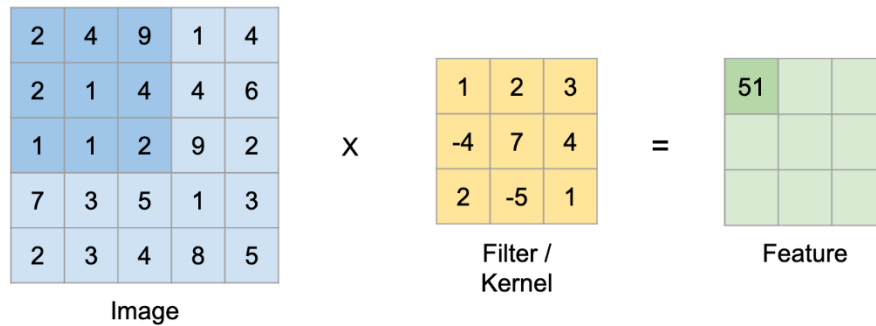 2 4 9 1 4
2 1 4 4 6
1 1 2 9 2
7 3 5 1 3
2 3 4 8 5
Image
x
1 2 3
-4 7 4
2 -5 1
Filter /
Kernel
=
51
Feature